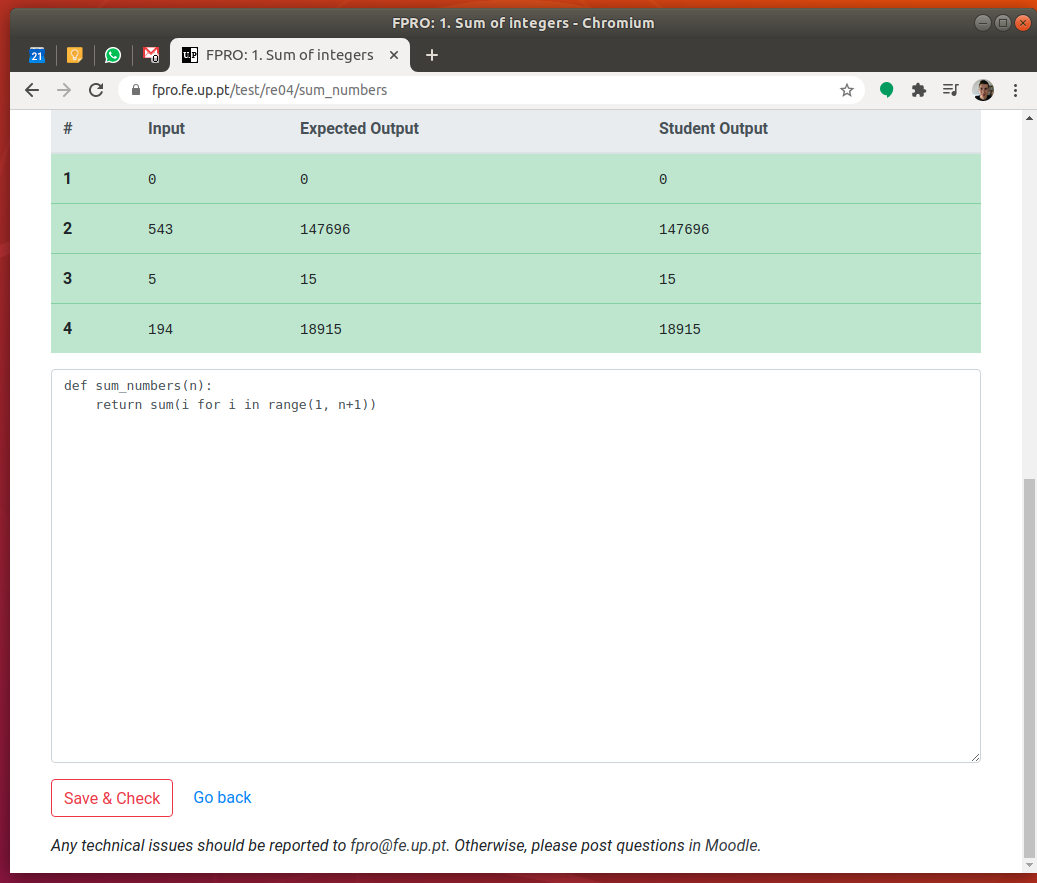 FPRO: 1. Sum of integers - Chromium
21 0 U.P FPRO: 1. Sum of integers
fpro.fe.up.pt/test/re04/sum_numbers
# Input Expected Output Student Output
1 0 0 0
2 543 147696 147696
3 5 15 15
4 194 18915 18915
def sum_numbers(n):
    return sum(i for i in range(1, n+1))
Save & Check Go back
Any technical issues should be reported to fpro@fe.up.pt. Otherwise, please post questions in Moodle.